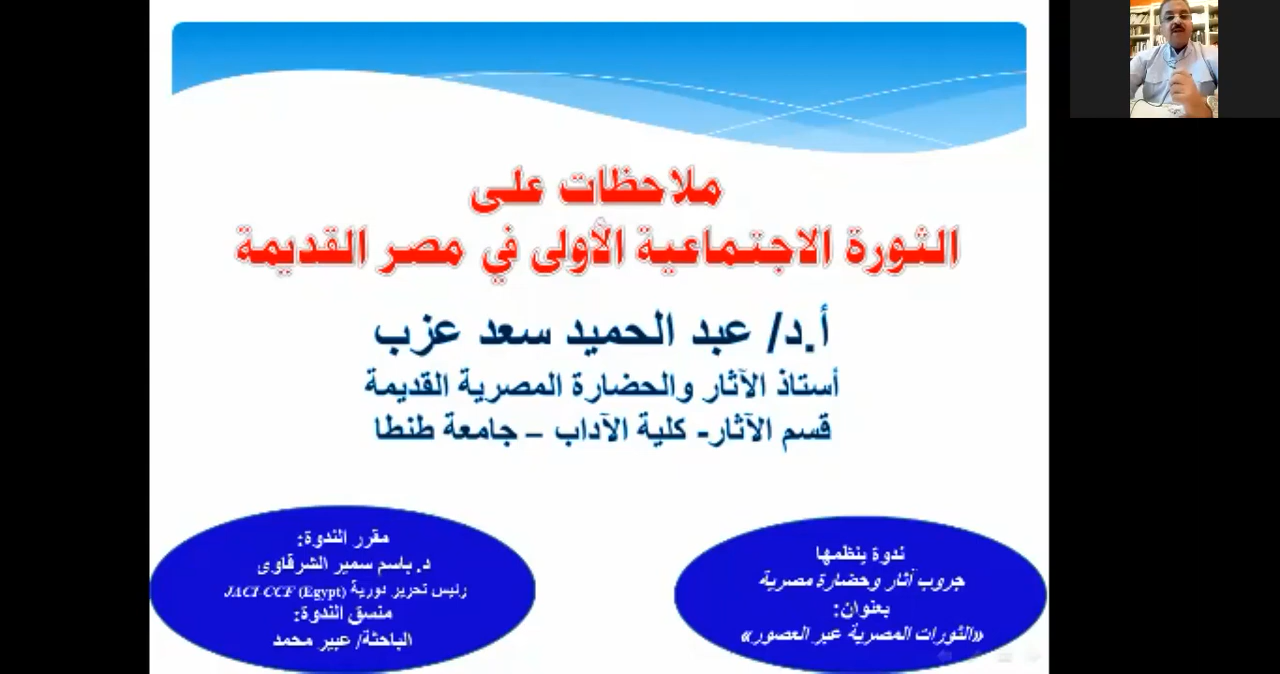 ملاحظات على
الثورة الاجتماعية الأولى في مصر القديمة
أ.د/ عبد الحميد سعد عزب
أستاذ الآثار والحضارة المصرية القديمة
قسم الآثار- كلية الآداب – جامعة طنطا
ندوة ينظمها
جروب آثار وحضارة مصرية
بعنوان:
«الثورات المصرية عبر العصور»
مقرر الندوة:
د. باسم سمير الشرقاوى
رئيس تحرير دورية JACI-CCF (Egypt)
منسق الندوة:
الباحثة/ عبير محمد